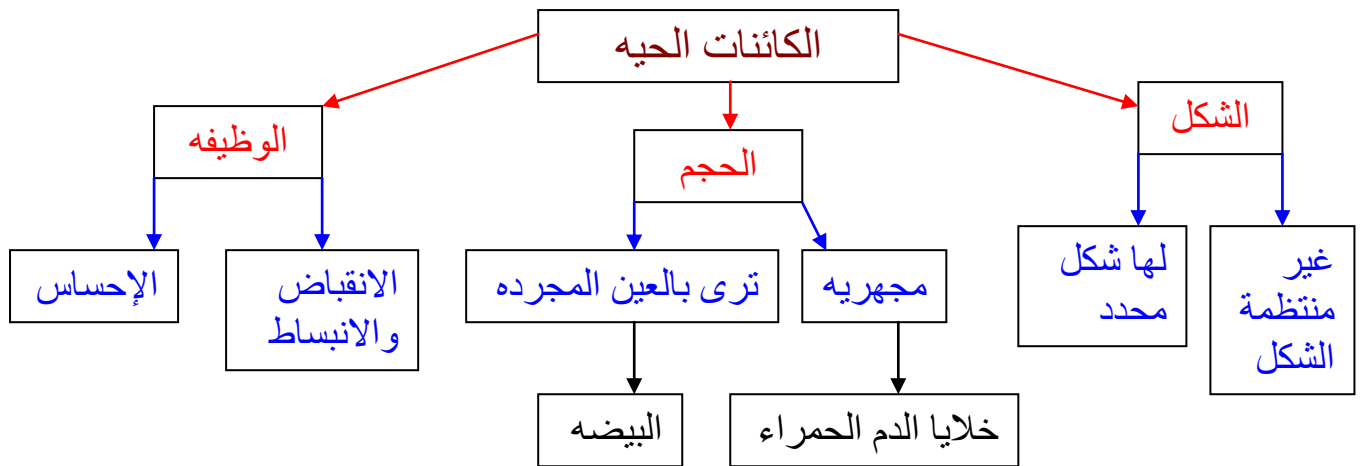 الكائنات الحيه
الشكل
الحجم
الوظيفه
غير
منتظمة
الشكل
لها شكل
محدد
مجهريه
ترى بالعين المجرده
الانقباض
والانبساط
الإحساس
خلايا الدم الحمراء
البيضه